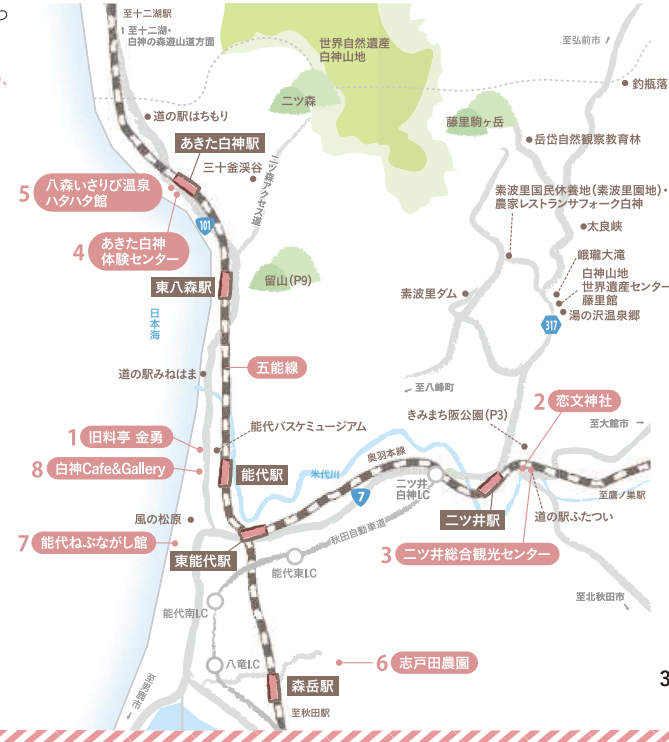 つ
、
至十二湖駅
至十二湖・
白神の森遊山道方面
世界自然遺産
白神山地
至弘前市
釣瓶落
二ツ森
藤里駒ヶ岳
道の駅はちもり
あきた白神駅
岳岱自然観察教育林
三十釜渓谷
二ツ森アクセス道
5 八森いさりび温泉
ハタハタ館
素波里国民休養地(素波里園地)・
農家レストランサフォーク白神
101
4 あきた白神
体験センター
太良峡
峨瓏大滝
東八森駅
留山(P9)
白神山地
世界遺産センター
藤里館
素波里ダム
湯の沢温泉郷
日本海
317
道の駅みねはま
五能線
至八峰町
2 恋文神社
きみまち阪公園(P3)
至大館市
1 旧料亭 金勇
能代バスケミュージアム
奥羽本線
8 白神Cafe&Gallery
能代駅
米代川
二ツ井
白神I.C
至鷹ノ巣駅
7
風の松原
二ツ井駅
道の駅ふたつい
秋田自動車道
7 能代ねぶながし館
東能代駅
3 二ツ井総合観光センター
能代東I.C
至北秋田市
能代南I.C
八竜I.C
6 志戸田農園
森岳駅
至男鹿市
至秋田駅
3